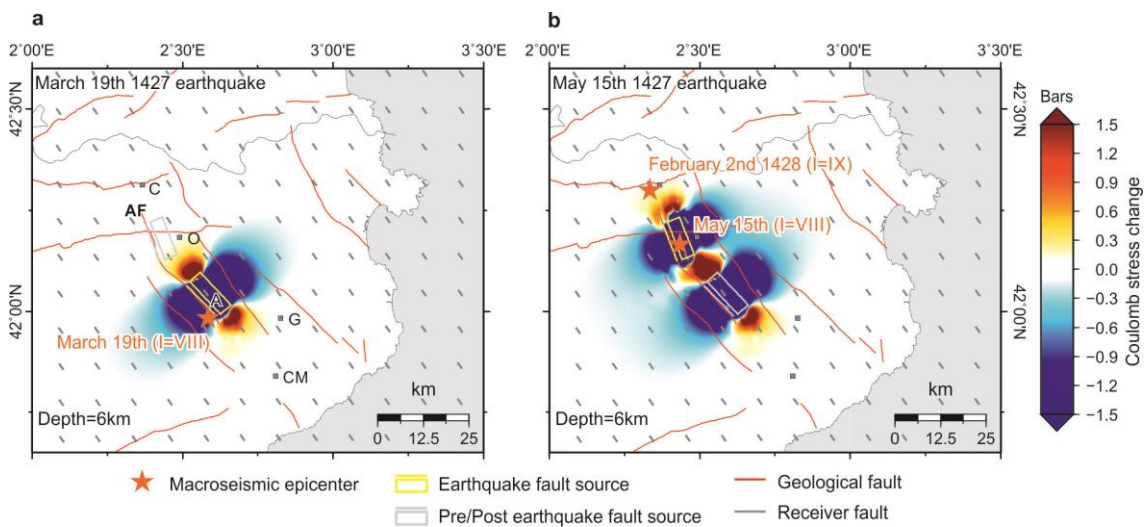 a
2°00'E 2°30'E 3°00'E 3°30'E
March 19th 1427 earthquake
42°30'N
C
AF
O
A
42°00'N
G
March 19th (I=VIII)
CM
km
Depth=6km
0 12.5 25
b
2°00'E 2°30'E 3°00'E 3°30'E
May 15th 1427 earthquake
42°30'N
February 2nd 1428 (I=IX)
May 15th (I=VIII)
42°00'N
km
Depth=6km
0 12.5 25
Bars
1.5
1.2
0.9
0.6
0.3
0.0
-0.3
-0.6
-0.9
-1.2
-1.5
Coulomb stress change
Macroseismic epicenter
Earthquake fault source
Pre/Post earthquake fault source
Geological fault
Receiver fault